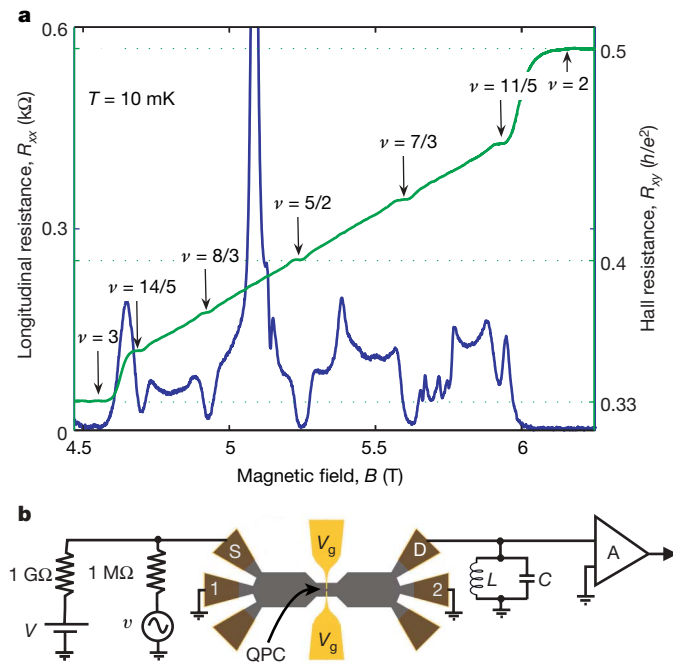 a
0.6
0.3
0
Longitudinal resistance, Rxx (kΩ)
T = 10 mK
ν = 3
ν = 14/5
ν = 8/3
ν = 5/2
ν = 7/3
ν = 11/5
ν = 2
0.5
0.4
0.33
Hall resistance, Rxy (h/e²)
4.5
5
5.5
6
Magnetic field, B (T)
b
1 GΩ
1 MΩ
V
v
S
1
Vg
Vg
QPC
D
2
L
C
A